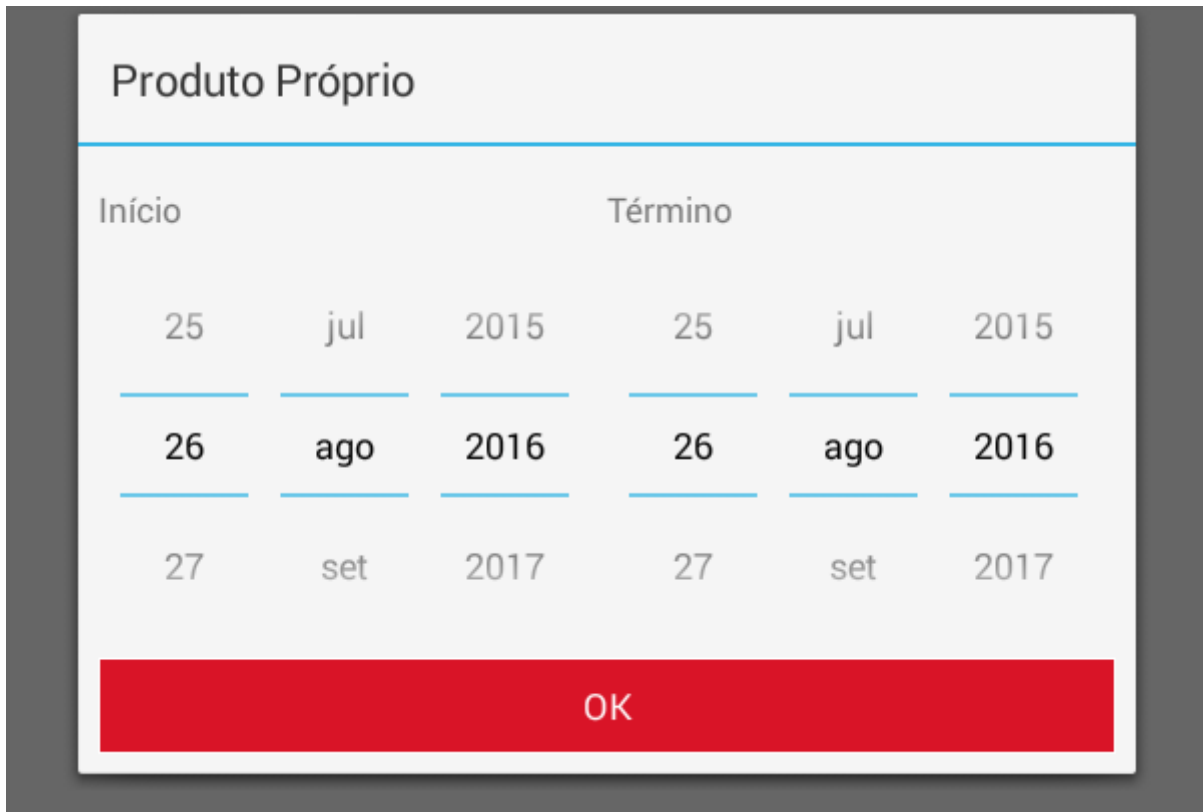 Produto Próprio
Início Término
25 jul 2015 25 jul 2015
26 ago 2016 26 ago 2016
27 set 2017 27 set 2017
OK